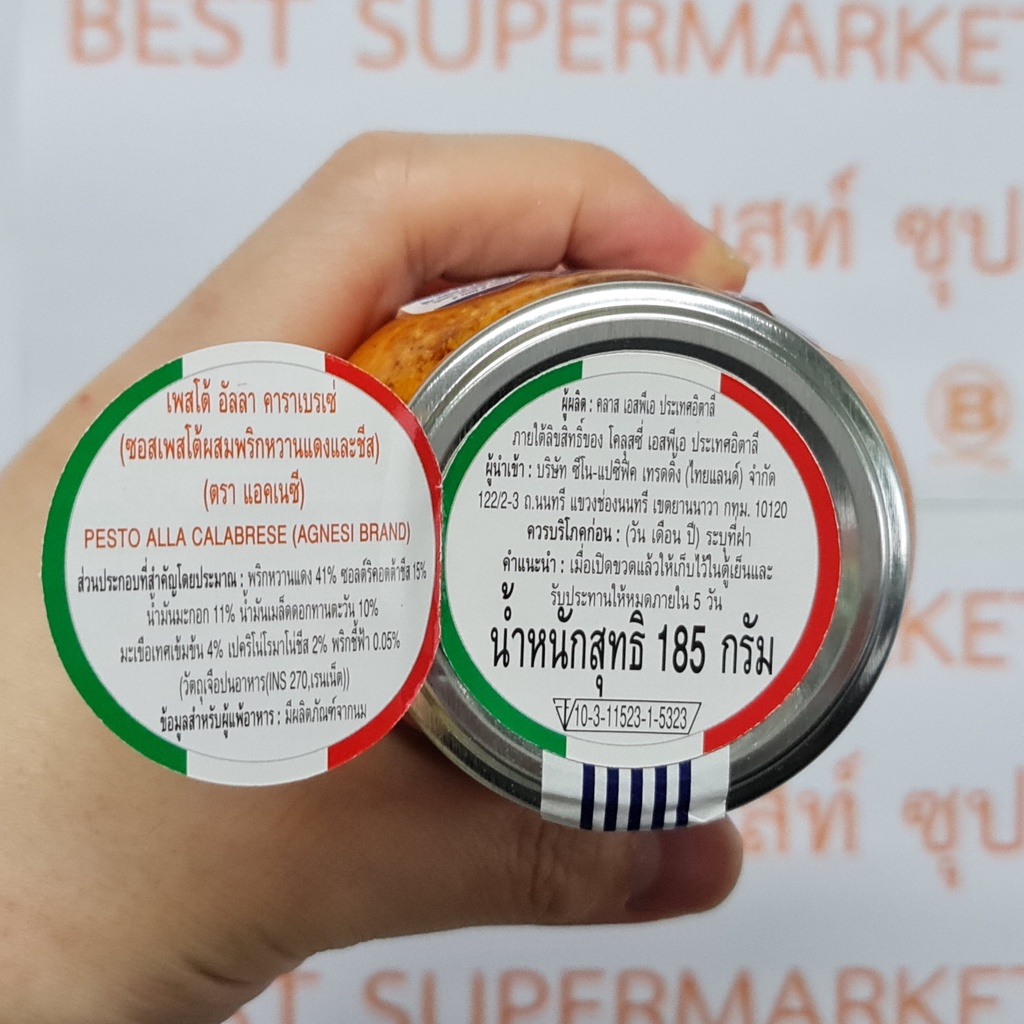 BEST SUPERMARKET
สท์ ซุป
B
เพสโต้ อัลลา คาราเบรเซ่
(ซอสเพสโต้ผสมพริกหวานแดงและชีส)
(ตรา แอคเนซี)
PESTO ALLA CALABRESE (AGNESI BRAND)
ส่วนประกอบที่สำคัญโดยประมาณ : พริกหวานแดง 41% ซอลต์ริคอตต้าชีส 15%
น้ำมันมะกอก 11% น้ำมันเมล็ดดอกทานตะวัน 10%
มะเขือเทศเข้มข้น 4% เปคริโน่โรมาโน่ชีส 2% พริกชี้ฟ้า 0.05%
(วัตถุเจือปนอาหาร(INS 270,เรนเน็ต))
ข้อมูลสำหรับผู้แพ้อาหาร : มีผลิตภัณฑ์จากนม
ผู้ผลิต : คลาส เอสพีเอ ประเทศอิตาลี
ภายใต้ลิขสิทธิ์ของ โคลุสซี่ เอสพีเอ ประเทศอิตาลี
ผู้นำเข้า : บริษัท ซีโน-แปซิฟิค เทรดดิ้ง (ไทยแลนด์) จำกัด
122/2-3 ถ.นนทรี แขวงช่องนนทรี เขตยานนาวา กทม. 10120
ควรบริโภคก่อน : (วัน เดือน ปี) ระบุที่ฝา
คำแนะนำ : เมื่อเปิดขวดแล้วให้เก็บไว้ในตู้เย็นและ
รับประทานให้หมดภายใน 5 วัน
น้ำหนักสุทธิ 185 กรัม
10-3-11523-1-5323
KET
สท์ ซุป
BEST SUPERMARKET